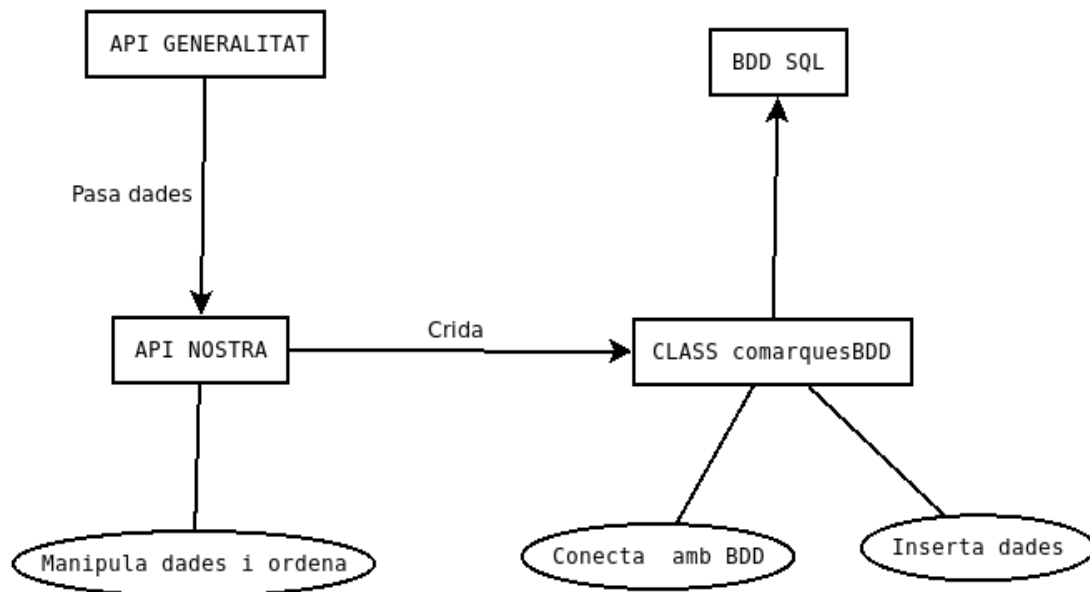 API GENERALITAT
BDD SQL
Pasa dades
API NOSTRA
Crida
CLASS comarquesBDD
Manipula dades i ordena
Conecta amb BDD
Inserta dades